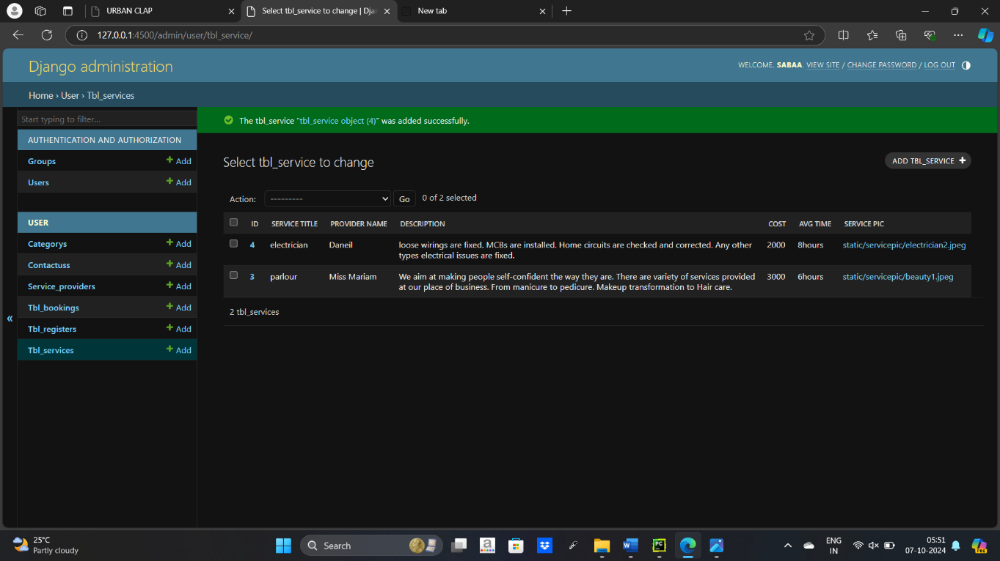 URBAN CLAP
Select tbl_service to change | Djan
New tab
127.0.0.1:4500/admin/user/tbl_service/
Django administration
WELCOME, SABAA. VIEW SITE / CHANGE PASSWORD / LOG OUT
Home › User › Tbl_services
Start typing to filter...
The tbl_service “tbl_service object (4)” was added successfully.
AUTHENTICATION AND AUTHORIZATION
Groups + Add
Users + Add
USER
Categorys + Add
Contactuss + Add
Service_providers + Add
Tbl_bookings + Add
Tbl_registers + Add
Tbl_services + Add
«
Select tbl_service to change
ADD TBL_SERVICE +
Action: --------- Go 0 of 2 selected
ID SERVICE TITLE PROVIDER NAME DESCRIPTION COST AVG TIME SERVICE PIC
4 electrician Daneil loose wirings are fixed. MCBs are installed. Home circuits are checked and corrected. Any other 2000 8hours static/servicepic/electrician2.jpeg
types electrical issues are fixed.
3 parlour Miss Mariam We aim at making people self-confident the way they are. There are variety of services provided 3000 6hours static/servicepic/beauty1.jpeg
at our place of business. From manicure to pedicure. Makeup transformation to Hair care.
2 tbl_services
25°C
Partly cloudy
Search
a
PC
W
ENG
IN
05:51
07-10-2024
PRE